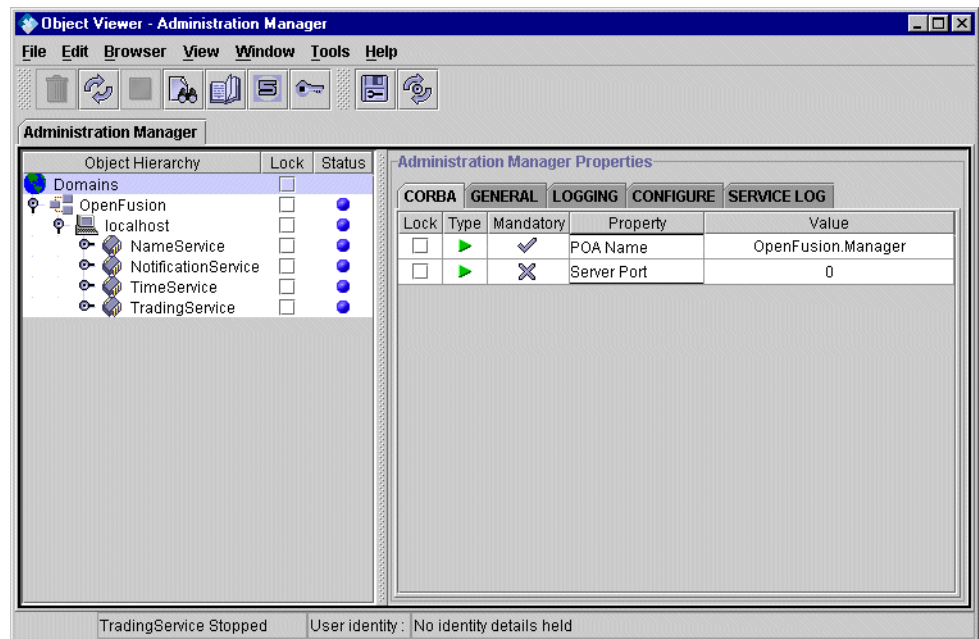 Object Viewer - Administration Manager
File Edit Browser View Window Tools Help
Administration Manager
Object Hierarchy Lock Status
Domains
OpenFusion
localhost
NameService
NotificationService
TimeService
TradingService
Administration Manager Properties
CORBA GENERAL LOGGING CONFIGURE SERVICE LOG
Lock Type Mandatory Property Value
POA Name OpenFusion.Manager
Server Port 0
TradingService Stopped User identity : No identity details held